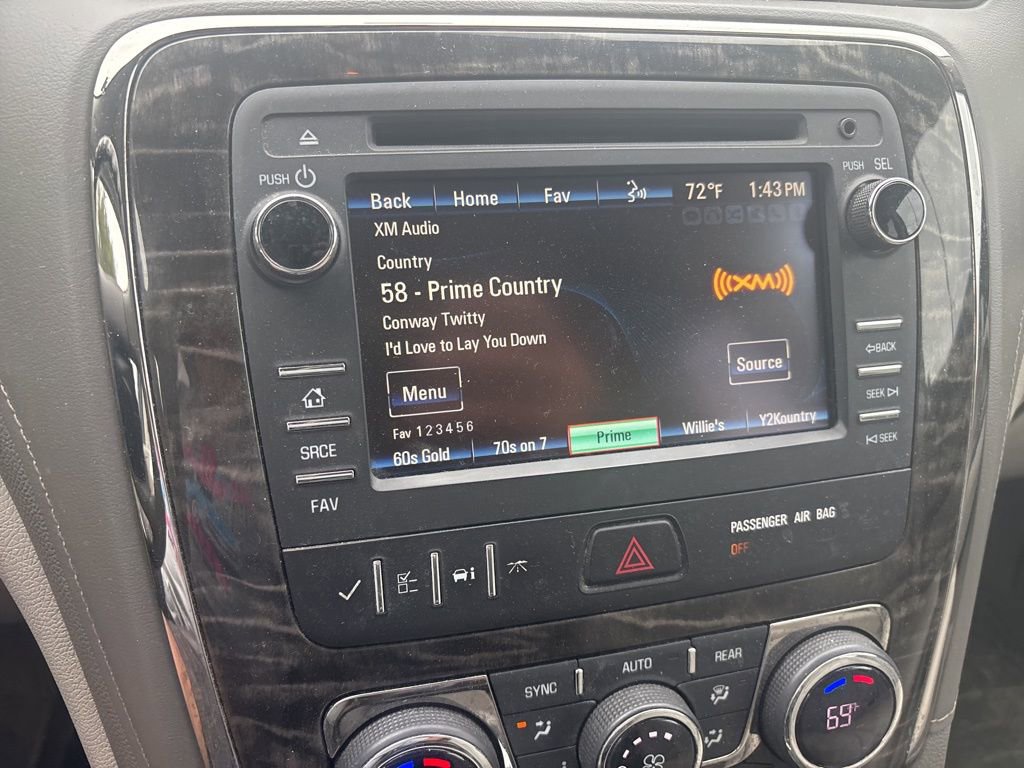 PUSH
PUSH SEL
Back Home Fav 72°F 1:43 PM
XM Audio
Country
58 - Prime Country
((XM))
Conway Twitty
I'd Love to Lay You Down
Menu
Source
Fav 1 2 3 4 5 6
60s Gold 70s on 7 Prime Willie's Y2Kountry
BACK
SEEK
SEEK
SRCE
FAV
PASSENGER AIR BAG
OFF
SYNC AUTO REAR
69°F